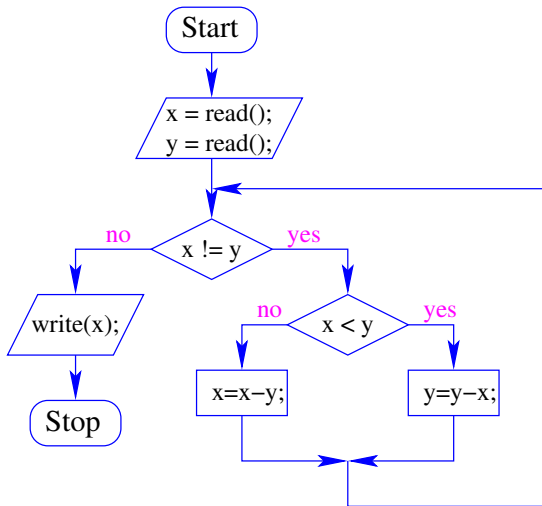 Start
x = read();
y = read();
no
x != y
yes
no
x < y
yes
write(x);
x=x−y;
y=y−x;
Stop